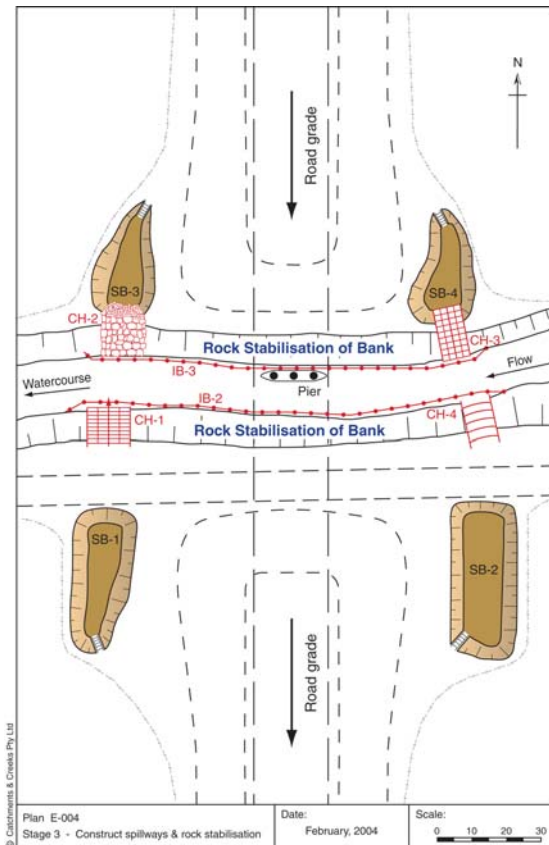 N
Road grade
SB-3
SB-4
CH-2
CH-3
Rock Stabilisation of Bank
IB-3
Flow
Pier
Watercourse
IB-2
CH-4
CH-1
Rock Stabilisation of Bank
SB-1
SB-2
Road grade
© Catchments & Creeks Pty Ltd
Plan E-004
Stage 3 - Construct spillways & rock stabilisation
Date:
February, 2004
Scale:
0 10 20 30